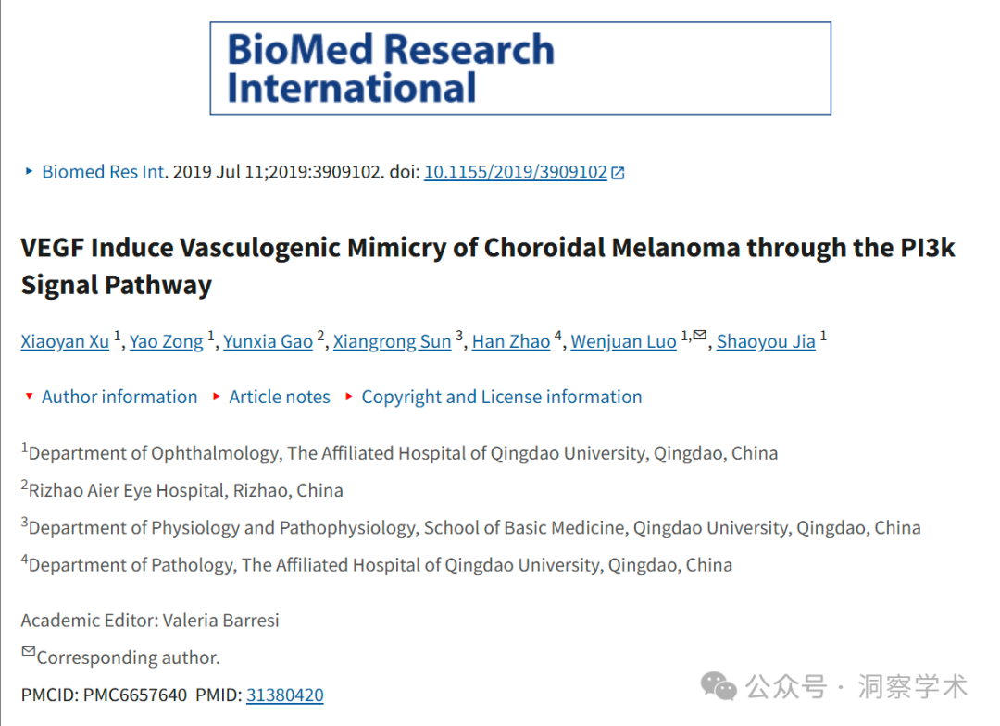 BioMed Research
International
Biomed Res Int. 2019 Jul 11;2019:3909102. doi: 10.1155/2019/3909102
VEGF Induce Vasculogenic Mimicry of Choroidal Melanoma through the PI3k
Signal Pathway
Xiaoyan Xu 1, Yao Zong 1, Yunxia Gao 2, Xiangrong Sun 3, Han Zhao 4, Wenjuan Luo 1,✉, Shaoyou Jia 1
Author information Article notes Copyright and License information
1Department of Ophthalmology, The Affiliated Hospital of Qingdao University, Qingdao, China
2Rizhao Aier Eye Hospital, Rizhao, China
3Department of Physiology and Pathophysiology, School of Basic Medicine, Qingdao University, Qingdao, China
4Department of Pathology, The Affiliated Hospital of Qingdao University, Qingdao, China
Academic Editor: Valeria Barresi
✉Corresponding author.
PMCID: PMC6657640 PMID: 31380420
公众号 · 洞察学术